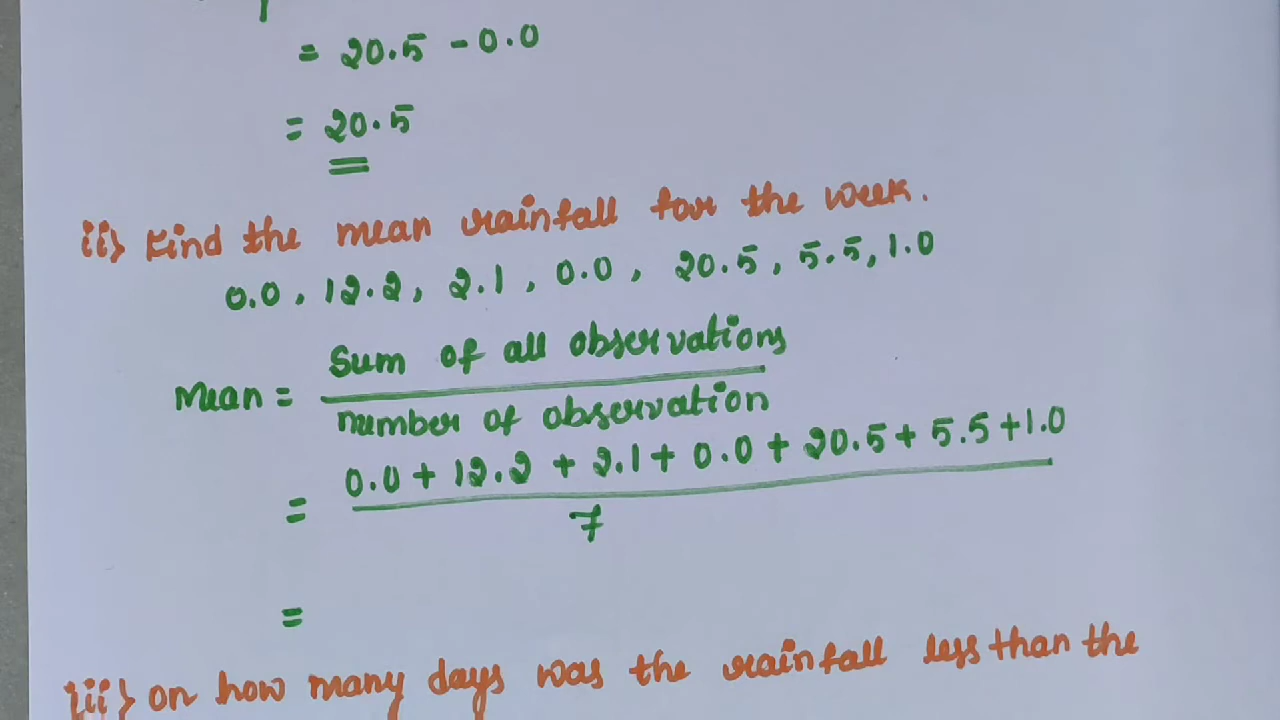 = 20.5 - 0.0
= 20.5
ii} Find the mean rainfall for the week.
0.0, 12.2, 2.1, 0.0, 20.5, 5.5, 1.0
Sum of all observations
Mean =
number of observation
0.0 + 12.2 + 2.1 + 0.0 + 20.5 + 5.5 + 1.0
=
7
=
iii} on how many days was the rainfall less than the